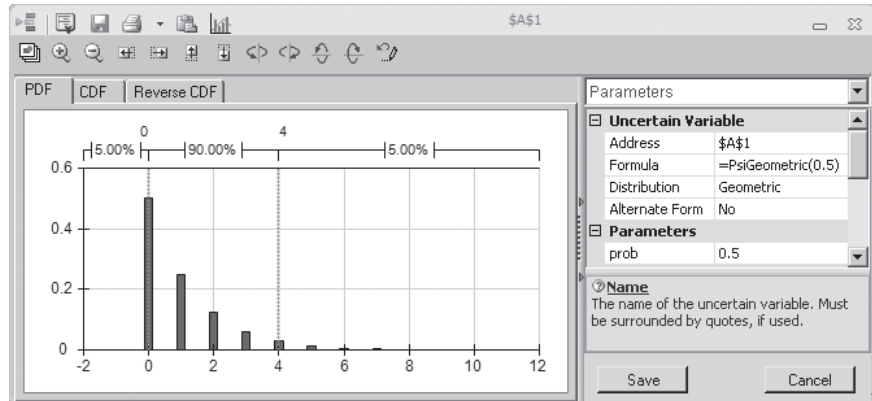 $A$1
PDF CDF Reverse CDF
0 4
5.00% 90.00% 5.00%
0.6
0.4
0.2
0
-2 0 2 4 6 8 10 12
Parameters
Uncertain Variable
Address $A$1
Formula =PsiGeometric(0.5)
Distribution Geometric
Alternate Form No
Parameters
prob 0.5
Name
The name of the uncertain variable. Must
be surrounded by quotes, if used.
Save Cancel